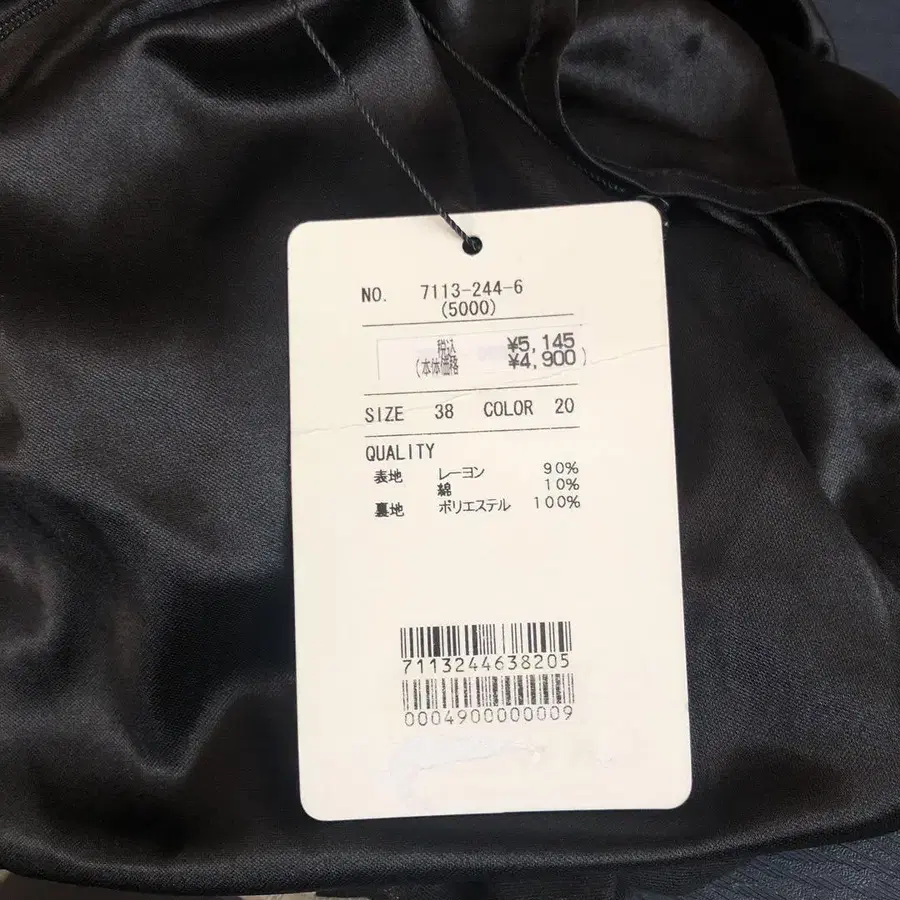 NO. 7113-244-6
(5000)
税込 ¥5,145
(本体価格 ¥4,900)
SIZE 38 COLOR 20
QUALITY
表地 レーヨン 90%
綿 10%
裏地 ポリエステル 100%
7113244638205
0004900000009